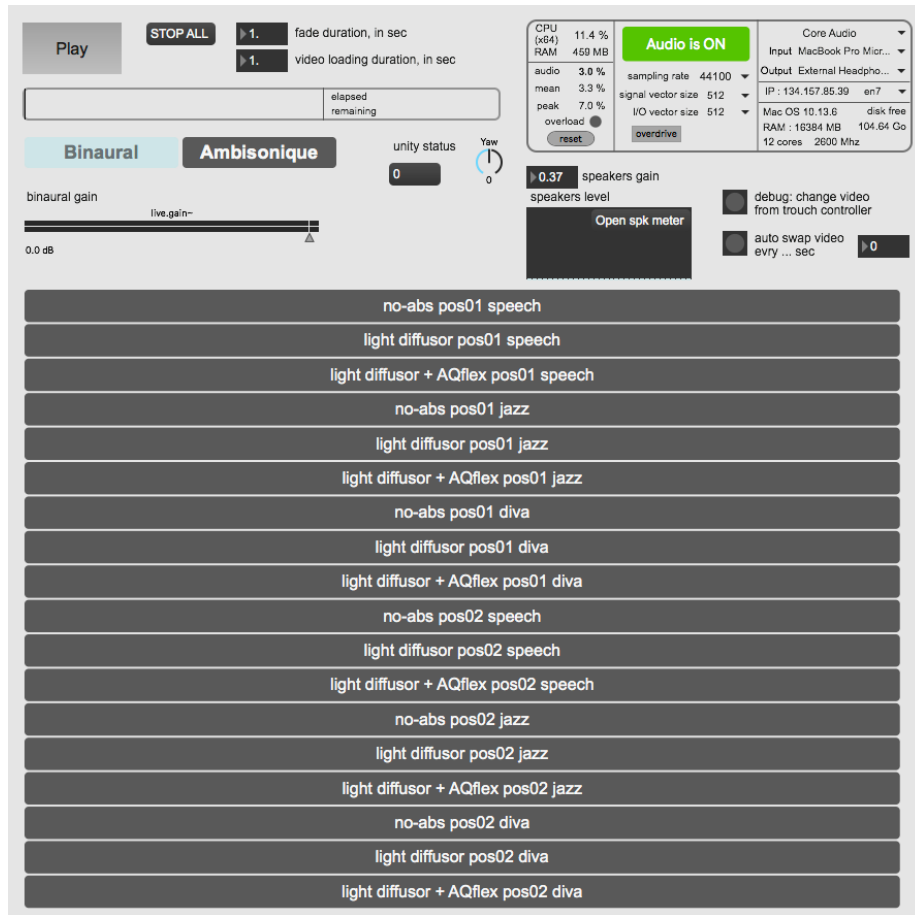 Play
STOP ALL
1.
fade duration, in sec
1.
video loading duration, in sec
elapsed
remaining
Binaural
Ambisonique
unity status
0
Yaw
0
binaural gain
live.gain~
0.0 dB
CPU
(x64)
11.4 %
RAM
459 MB
audio
3.0 %
mean
3.3 %
peak
7.0 %
overload
reset
Audio is ON
sampling rate 44100
signal vector size 512
I/O vector size 512
overdrive
Core Audio
Input MacBook Pro Micr...
Output External Headpho...
IP : 134.157.85.39 en7
Mac OS 10.13.6 disk free
RAM : 16384 MB 104.64 Go
12 cores 2600 Mhz
0.37
speakers gain
speakers level
Open spk meter
debug: change video
from trouch controller
auto swap video
evry ... sec
0
no-abs pos01 speech
light diffusor pos01 speech
light diffusor + AQflex pos01 speech
no-abs pos01 jazz
light diffusor pos01 jazz
light diffusor + AQflex pos01 jazz
no-abs pos01 diva
light diffusor pos01 diva
light diffusor + AQflex pos01 diva
no-abs pos02 speech
light diffusor pos02 speech
light diffusor + AQflex pos02 speech
no-abs pos02 jazz
light diffusor pos02 jazz
light diffusor + AQflex pos02 jazz
no-abs pos02 diva
light diffusor pos02 diva
light diffusor + AQflex pos02 diva